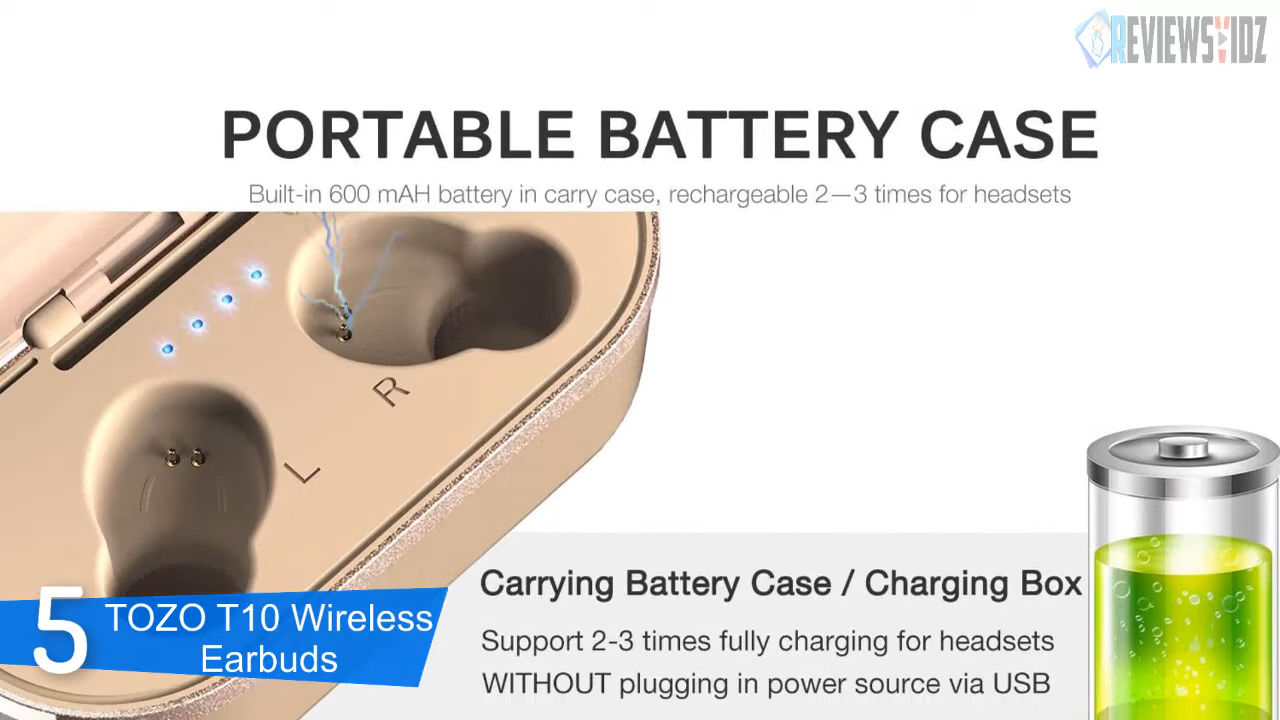 REVIEWSVIDZ
PORTABLE BATTERY CASE
Built-in 600 mAH battery in carry case, rechargeable 2—3 times for headsets
R
L
Carrying Battery Case / Charging Box
Support 2-3 times fully charging for headsets
WITHOUT plugging in power source via USB
5
TOZO T10 Wireless
Earbuds